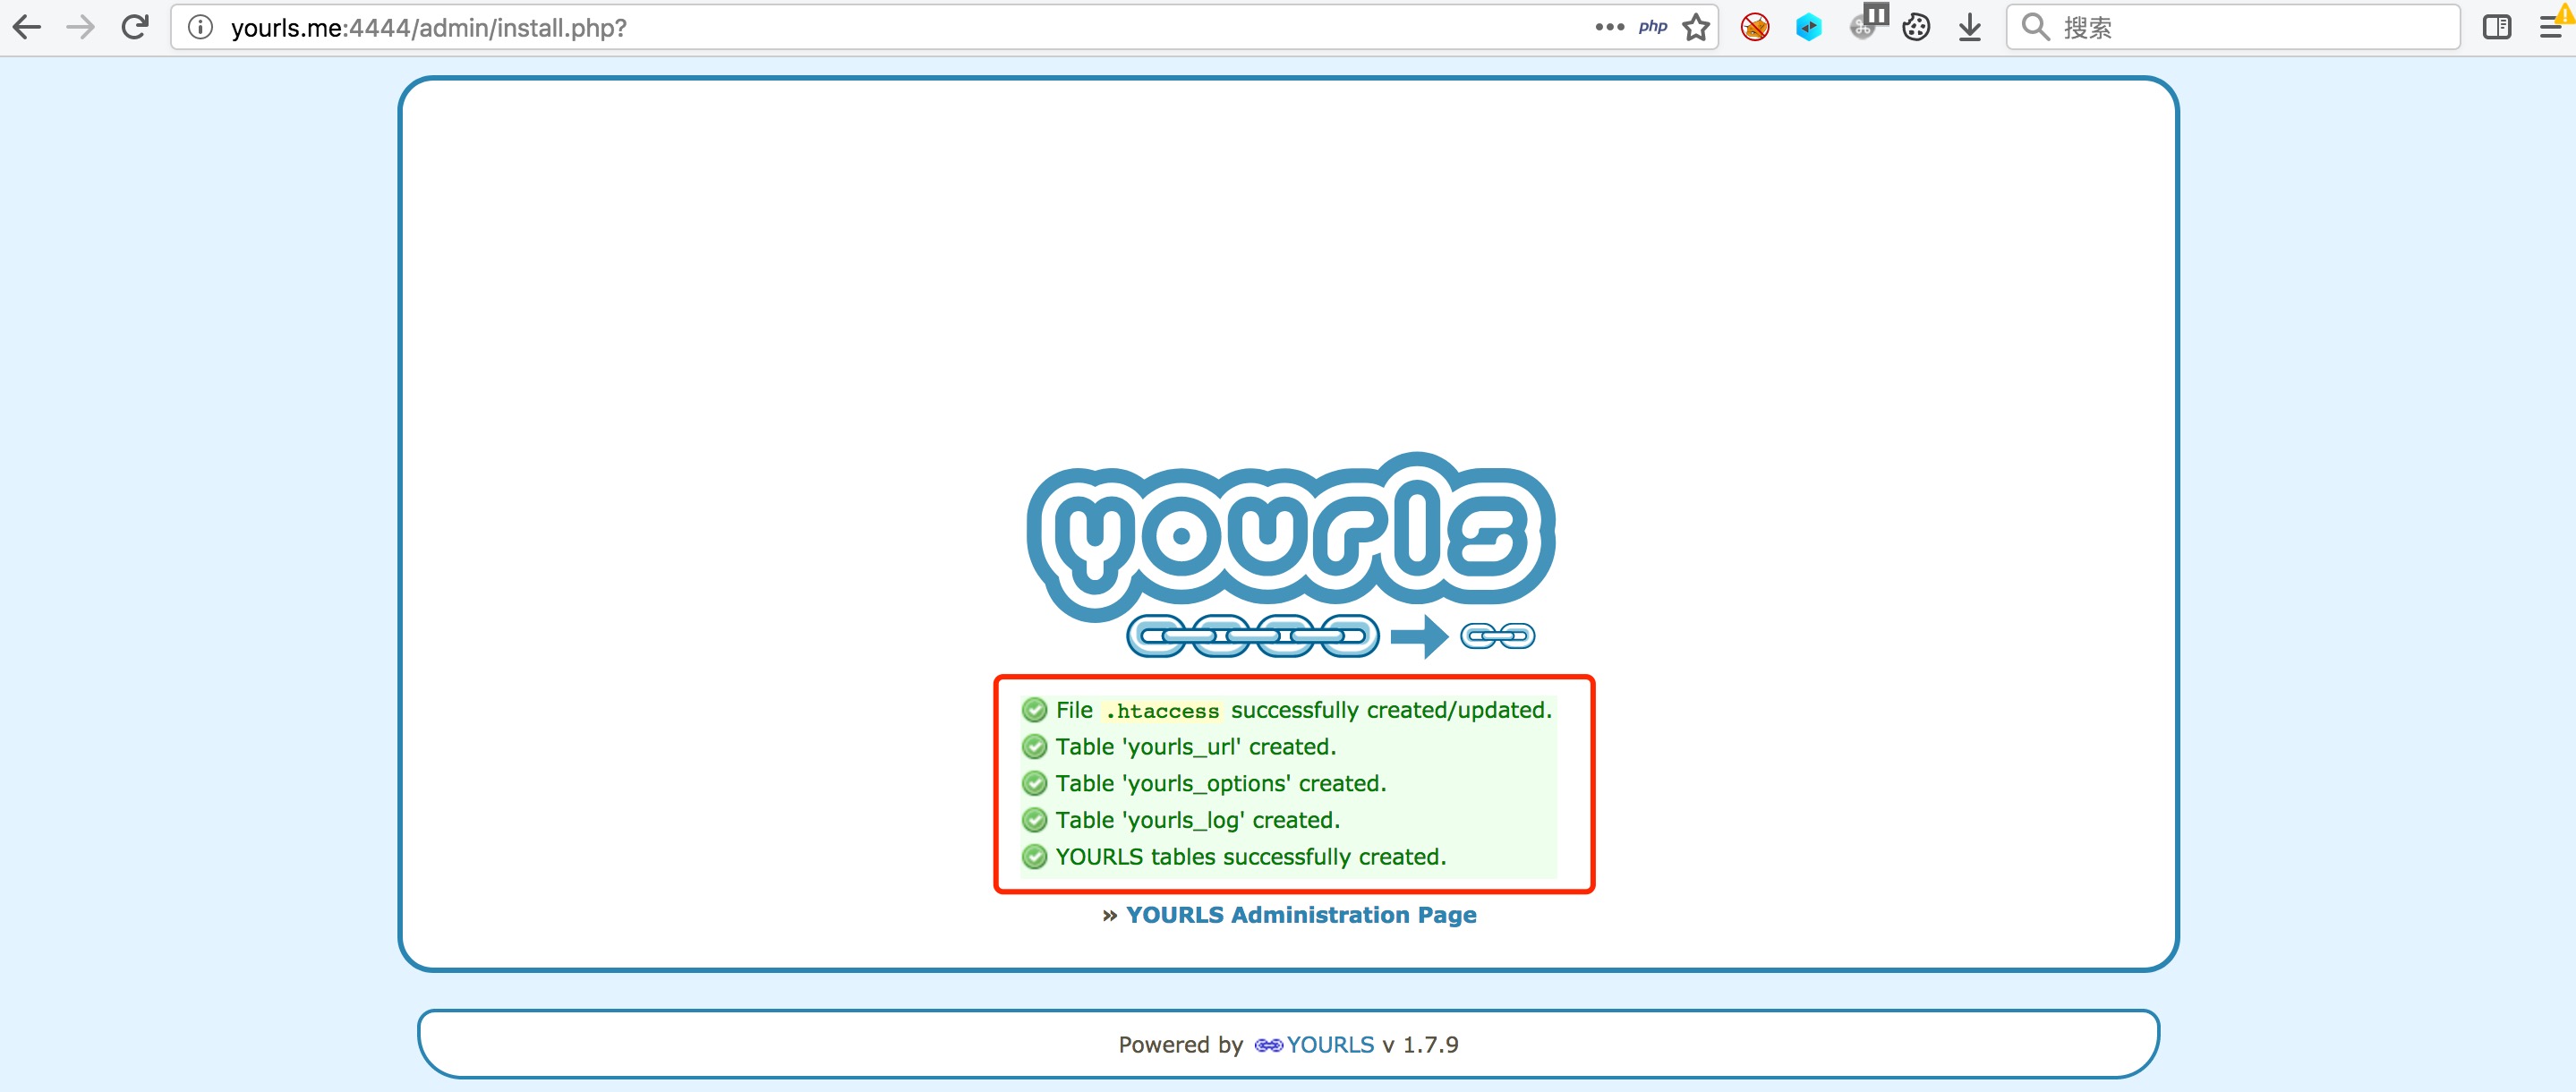 yourls.me:4444/admin/install.php?
php
搜索
yourls
File .htaccess successfully created/updated.
Table 'yourls_url' created.
Table 'yourls_options' created.
Table 'yourls_log' created.
YOURLS tables successfully created.
» YOURLS Administration Page
Powered by YOURLS v 1.7.9